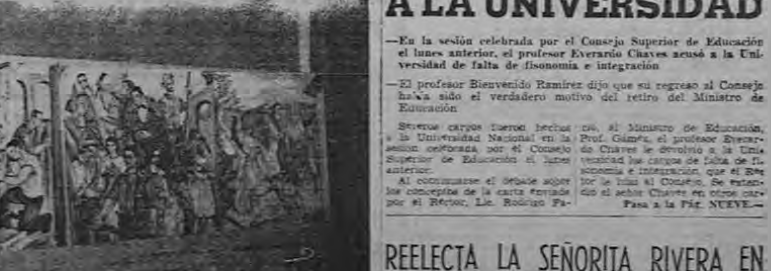 A LA UNIVERSIDAD
—En la sesión celebrada por el Consejo Superior de Educación
el lunes anterior, el profesor Everardo Chaves acusó a la Uni-
versidad de falta de fisonomía e integración
—El profesor Bienvenido Ramírez dijo que su regreso al Consejo
había sido el verdadero motivo del retiro del Ministro de
Educación
Severos cargos fueron hechos
a la Universidad Nacional en la
sesión celebrada por el Consejo
Superior de Educación el lunes
anterior.
Al continuarse el debate sobre
los conceptos de la carta enviada
por el Rector, Lic. Rodrigo Fa-
cio, al Ministro de Educación,
Prof. Gámez, el profesor Everar-
do Chaves le devolvió a la Uni-
versidad los cargos de falta de fi-
sonomía e integración, que el Rec-
tor le hizo al Consejo. Se exten-
dió el señor Chaves en otros car-
Pasa a la Pág. NUEVE.—
REELECTA LA SEÑORITA RIVERA EN